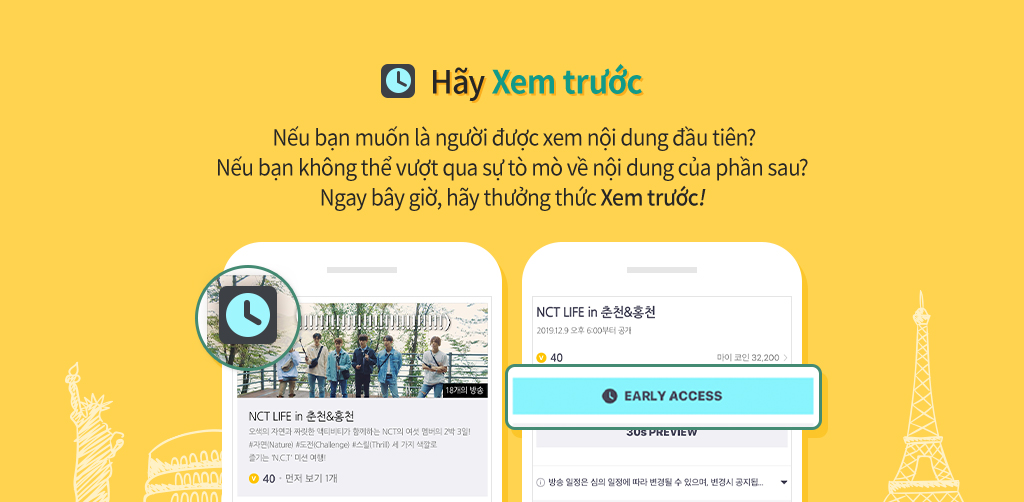 Hãy Xem trước
Nếu bạn muốn là người được xem nội dung đầu tiên?
Nếu bạn không thể vượt qua sự tò mò về nội dung của phần sau?
Ngay bây giờ, hãy thưởng thức Xem trước!
18개의 방송
NCT LIFE in 춘천&홍천
오색의 자연과 짜릿한 액티비티가 함께하는 NCT의 여섯 멤버의 2박 3일!
#자연(Nature) #도전(Challenge) #스릴(Thrill) 세 가지 색깔로
즐기는 'N.C.T' 미션 여행!
V 40 · 먼저 보기 1개
NCT LIFE in 춘천&홍천
2019.12.9 오후 6:00부터 공개
V 40 마이 코인 32,200 >
EARLY ACCESS
30s PREVIEW
방송 일정은 심의 일정에 따라 변경될 수 있으며, 변경시 공지됩...